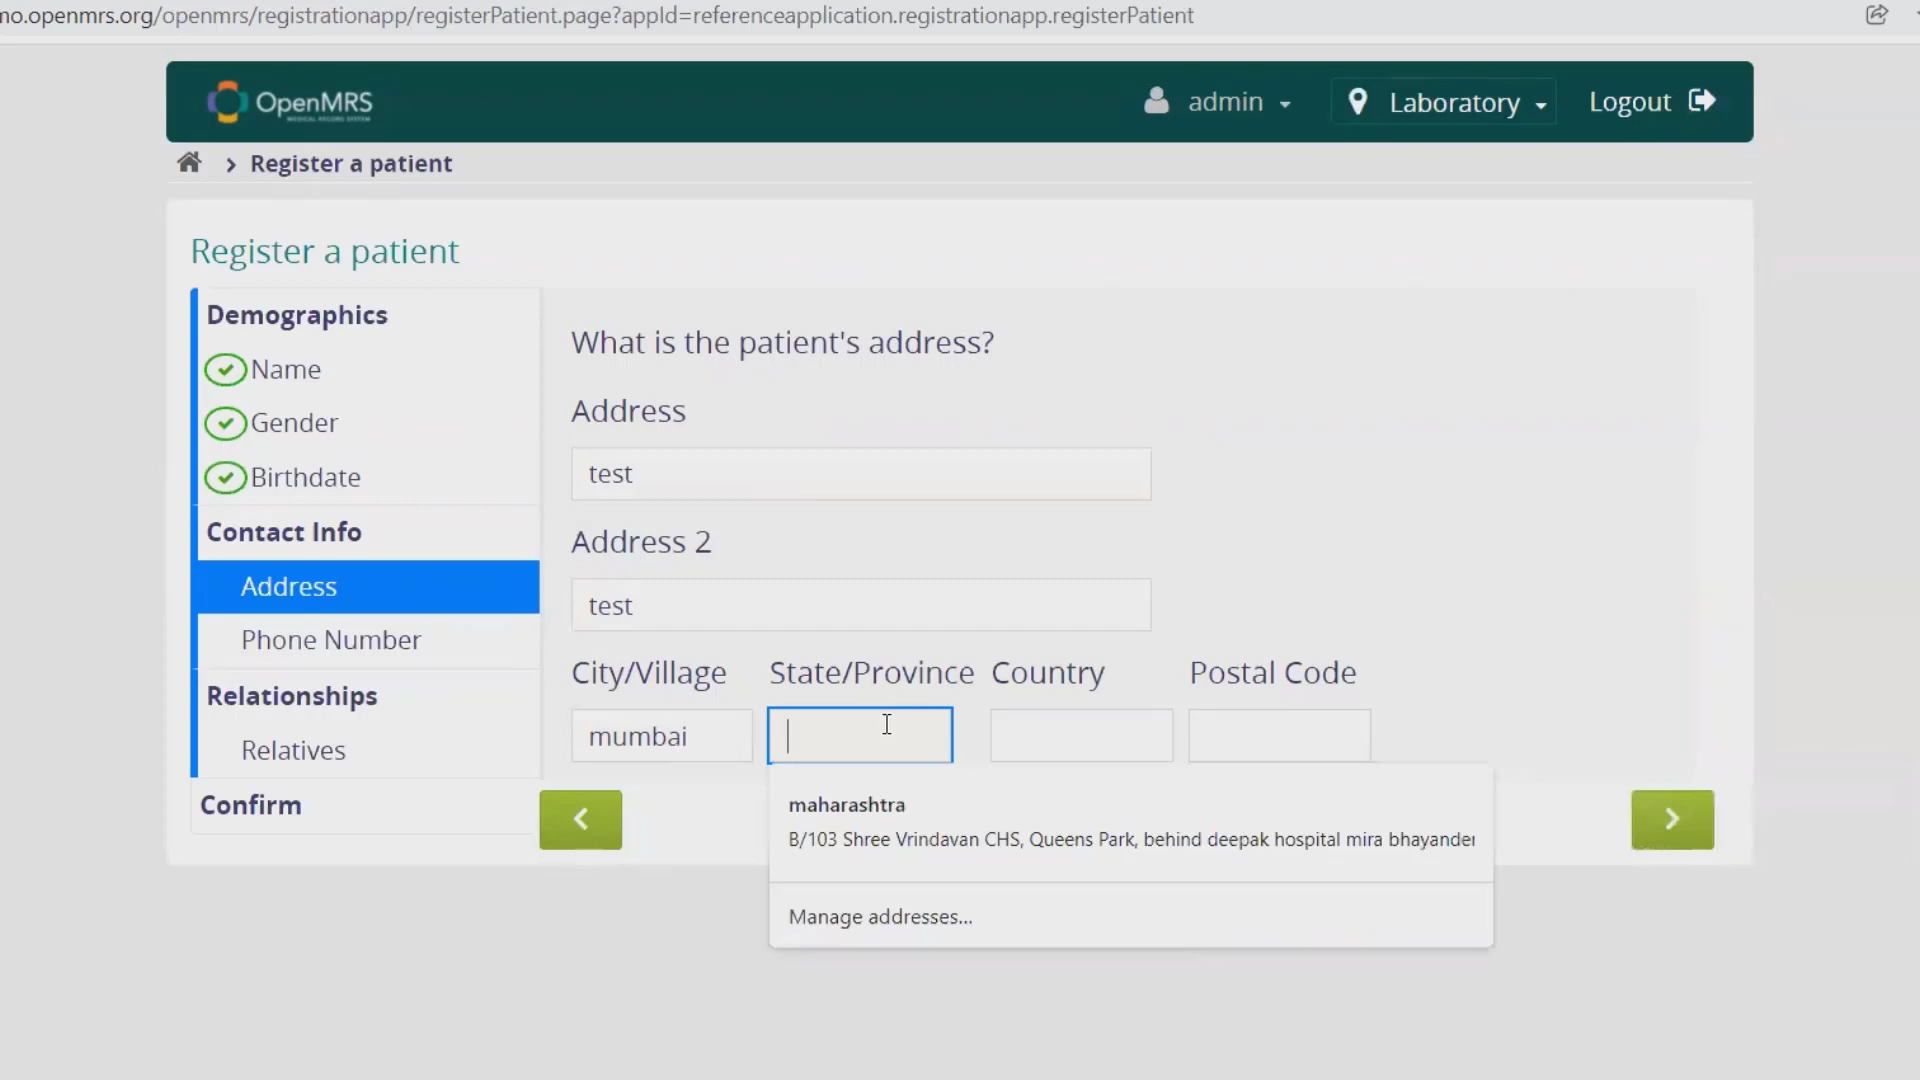 no.openmrs.org/openmrs/registrationapp/registerPatient.page?appId=referenceapplication.registrationapp.registerPatient
OpenMRS
MEDICAL RECORD SYSTEM
admin
Laboratory
Logout
Register a patient
Register a patient
Demographics
Name
Gender
Birthdate
Contact Info
Address
Phone Number
Relationships
Relatives
Confirm
What is the patient's address?
Address
test
Address 2
test
City/Village State/Province Country Postal Code
mumbai
maharashtra
B/103 Shree Vrindavan CHS, Queens Park, behind deepak hospital mira bhayander
Manage addresses...